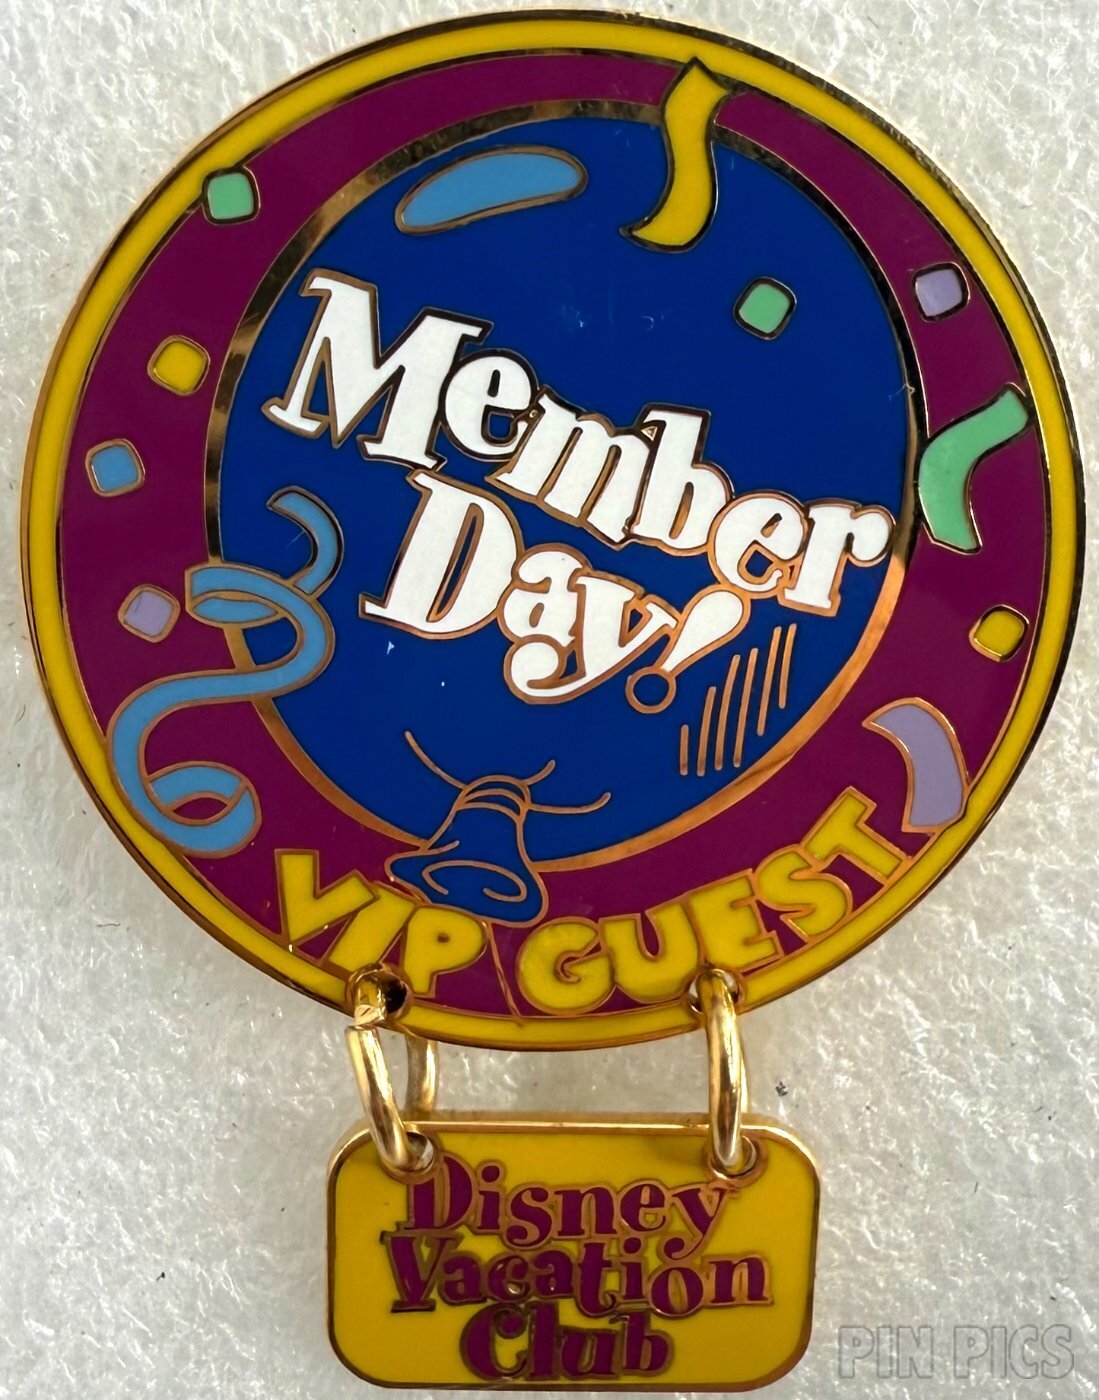 Member
Day!
VIP GUEST
Disney
Vacation
Club
PIN PICS